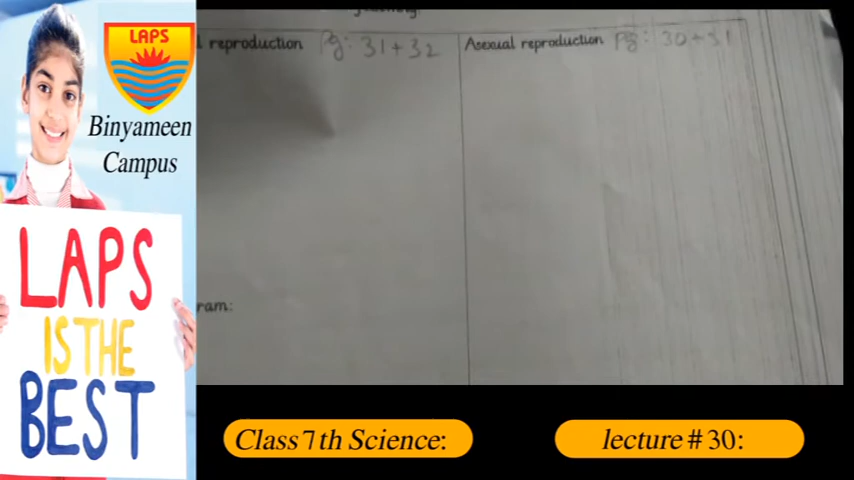 LAPS
Binyameen
Campus
LAPS
IS THE
BEST
l reproduction Pg: 31+32
Asexual reproduction Pg: 30+31
ram:
Class 7th Science:
lecture # 30: